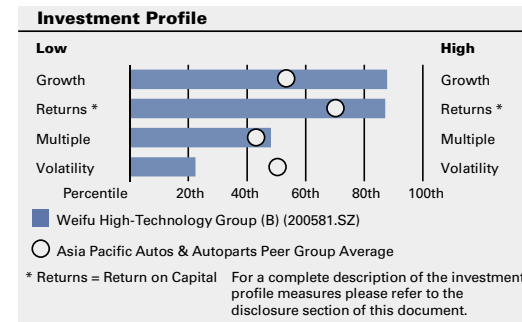 Investment Profile
Low High
Growth Growth
Returns * Returns *
Multiple Multiple
Volatility Volatility
Percentile 20th 40th 60th 80th 100th
Weifu High-Technology Group (B) (200581.SZ)
Asia Pacific Autos & Autoparts Peer Group Average
* Returns = Return on Capital For a complete description of the investment
profile measures please refer to the
disclosure section of this document.